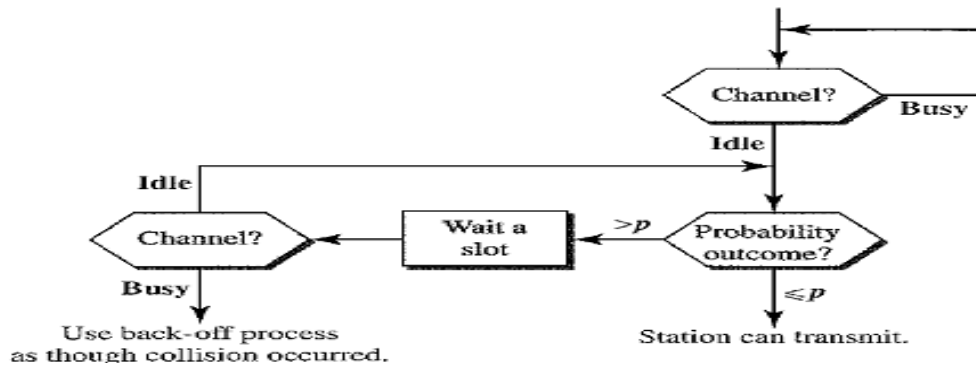 Channel?
Busy
Idle
Idle
Channel?
Wait a
slot
>p
Probability
outcome?
Busy
≤p
Use back-off process
as though collision occurred.
Station can transmit.